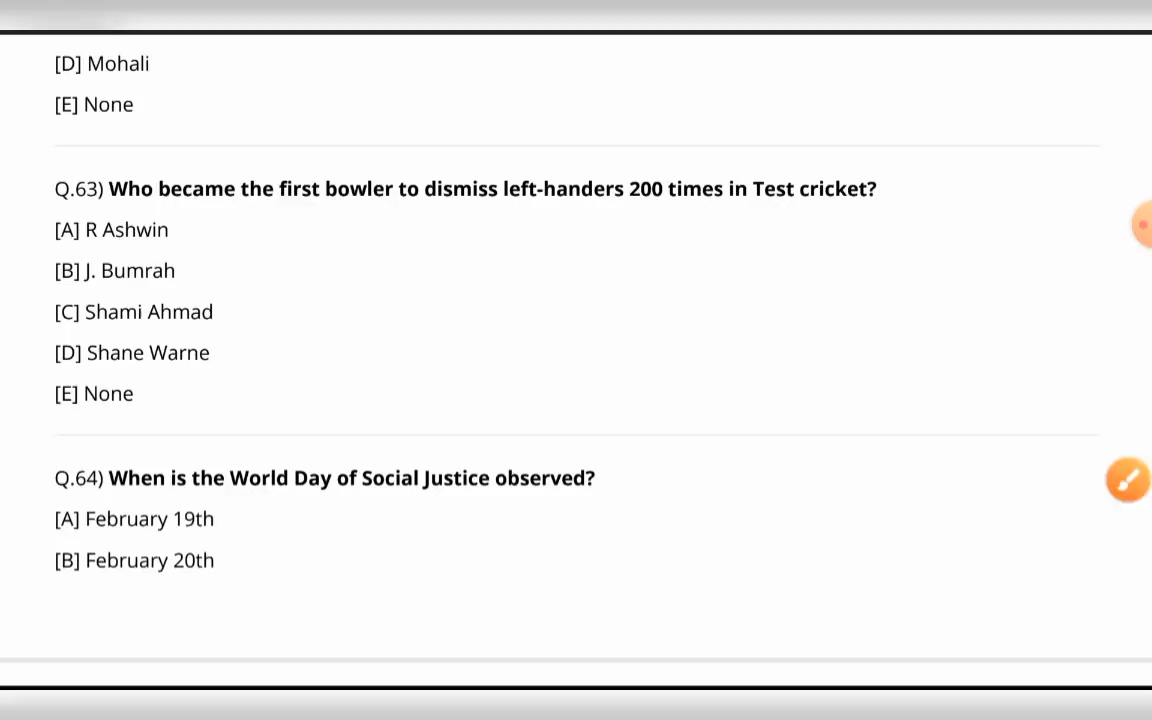 [D] Mohali
[E] None
Q.63) Who became the first bowler to dismiss left-handers 200 times in Test cricket?
[A] R Ashwin
[B] J. Bumrah
[C] Shami Ahmad
[D] Shane Warne
[E] None
Q.64) When is the World Day of Social Justice observed?
[A] February 19th
[B] February 20th